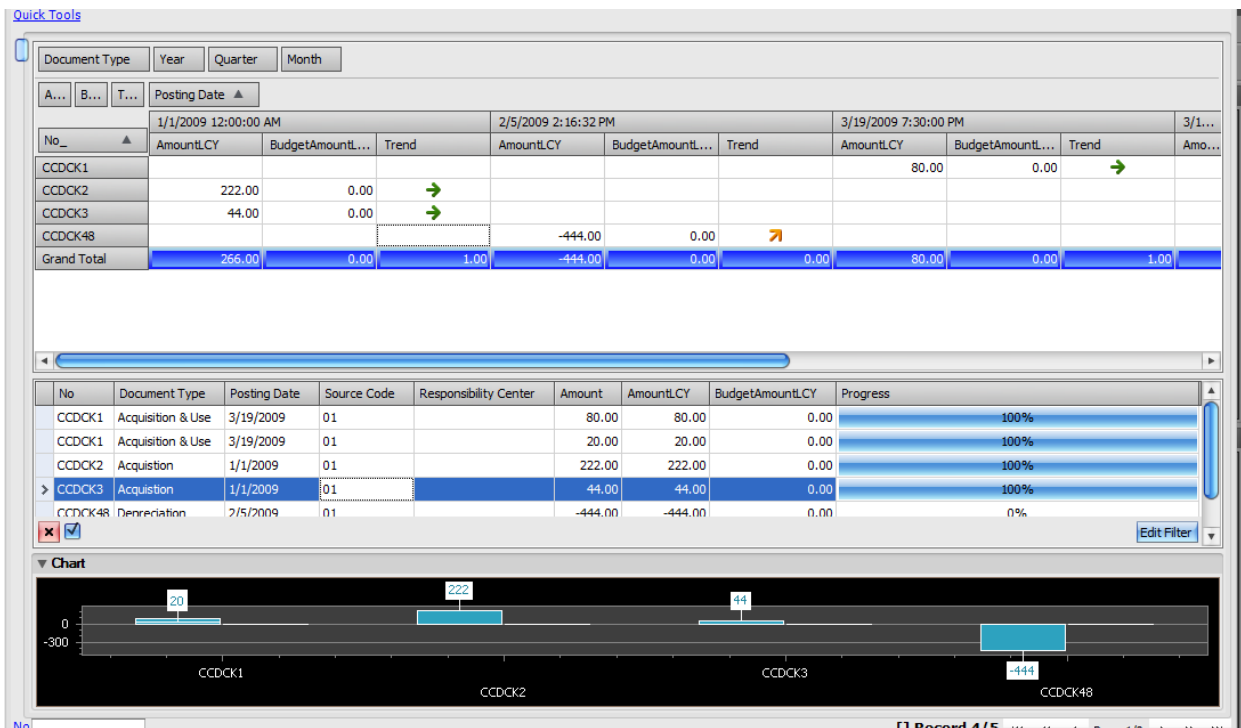 Quick Tools
Document Type Year Quarter Month
A... B... T... Posting Date
1/1/2009 12:00:00 AM 2/5/2009 2:16:32 PM 3/19/2009 7:30:00 PM 3/1...
No_ AmountLCY BudgetAmountL... Trend AmountLCY BudgetAmountL... Trend AmountLCY BudgetAmountL... Trend Amo...
CCDCK1 80.00 0.00
CCDCK2 222.00 0.00
CCDCK3 44.00 0.00
CCDCK48 -444.00 0.00
Grand Total 266.00 0.00 1.00 -444.00 0.00 0.00 80.00 0.00 1.00
No Document Type Posting Date Source Code Responsibility Center Amount AmountLCY BudgetAmountLCY Progress
CCDCK1 Acquisition & Use 3/19/2009 01 80.00 80.00 0.00 100%
CCDCK1 Acquisition & Use 3/19/2009 01 20.00 20.00 0.00 100%
CCDCK2 Acquistion 1/1/2009 01 222.00 222.00 0.00 100%
CCDCK3 Acquistion 1/1/2009 01 44.00 44.00 0.00 100%
CCDCK48 Depreciation 2/5/2009 01 -444.00 -444.00 0.00 0%
Edit Filter
Chart
20 222 44
0
-300
-444
CCDCK1 CCDCK3
CCDCK2 CCDCK48
No
[] Record 4/5